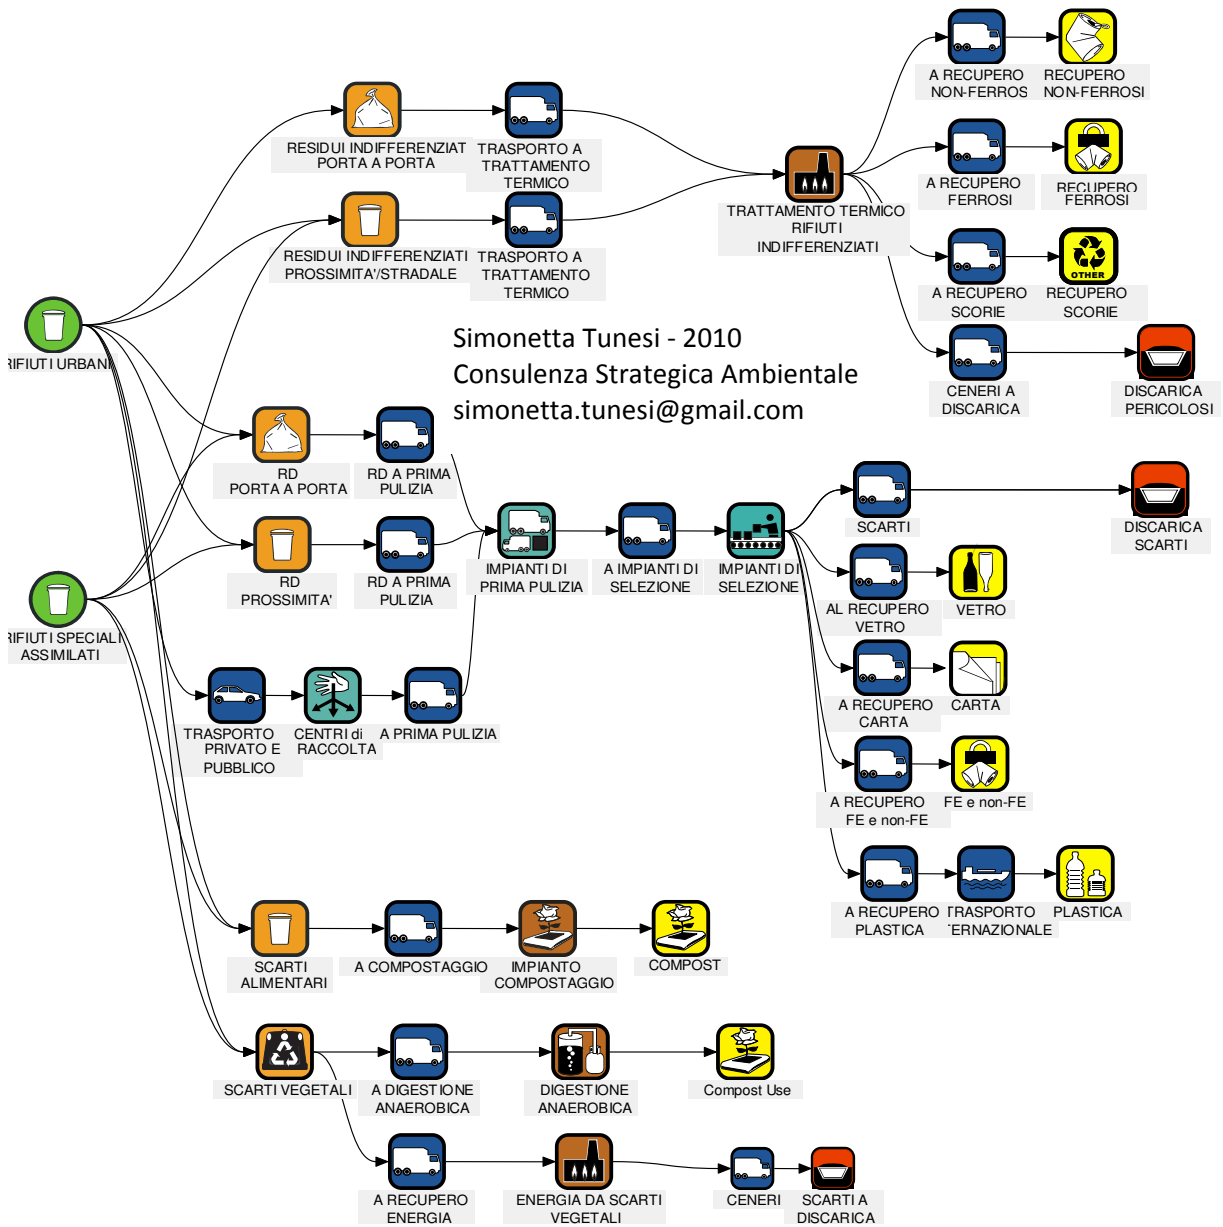 A RECUPERO
NON-FERROS
RECUPERO
NON-FERROSI
RESIDUI INDIFFERENZIAT
PORTA A PORTA
TRASPORTO A
TRATTAMENTO
TERMICO
A RECUPERO
FERROSI
RECUPERO
FERROSI
TRATTAMENTO TERMICO
RIFIUTI
INDIFFERENZIATI
RESIDUI INDIFFERENZIATI
PROSSIMITA'/STRADALE
TRASPORTO A
TRATTAMENTO
TERMICO
OTHER
A RECUPERO
SCORIE
RECUPERO
SCORIE
RIFIUTI URBANI
Simonetta Tunesi - 2010
Consulenza Strategica Ambientale
simonetta.tunesi@gmail.com
CENERI A
DISCARICA
DISCARICA
PERICOLOSI
RD
PORTA A PORTA
RD A PRIMA
PULIZIA
SCARTI
DISCARICA
SCARTI
RD
PROSSIMITA'
RD A PRIMA
PULIZIA
IMPIANTI DI
PRIMA PULIZIA
A IMPIANTI DI
SELEZIONE
IMPIANTI DI
SELEZIONE
AL RECUPERO
VETRO
VETRO
RIFIUTI SPECIALI
ASSIMILATI
A RECUPERO
CARTA
CARTA
TRASPORTO
PRIVATO E
PUBBLICO
CENTRI di
RACCOLTA
A PRIMA PULIZIA
A RECUPERO
FE e non-FE
FE e non-FE
A RECUPERO
PLASTICA
TRASPORTO
TERNAZIONALE
PLASTICA
SCARTI
ALIMENTARI
A COMPOSTAGGIO
IMPIANTO
COMPOSTAGGIO
COMPOST
SCARTI VEGETALI
A DIGESTIONE
ANAEROBICA
DIGESTIONE
ANAEROBICA
Compost Use
A RECUPERO
ENERGIA
ENERGIA DA SCARTI
VEGETALI
CENERI
SCARTI A
DISCARICA